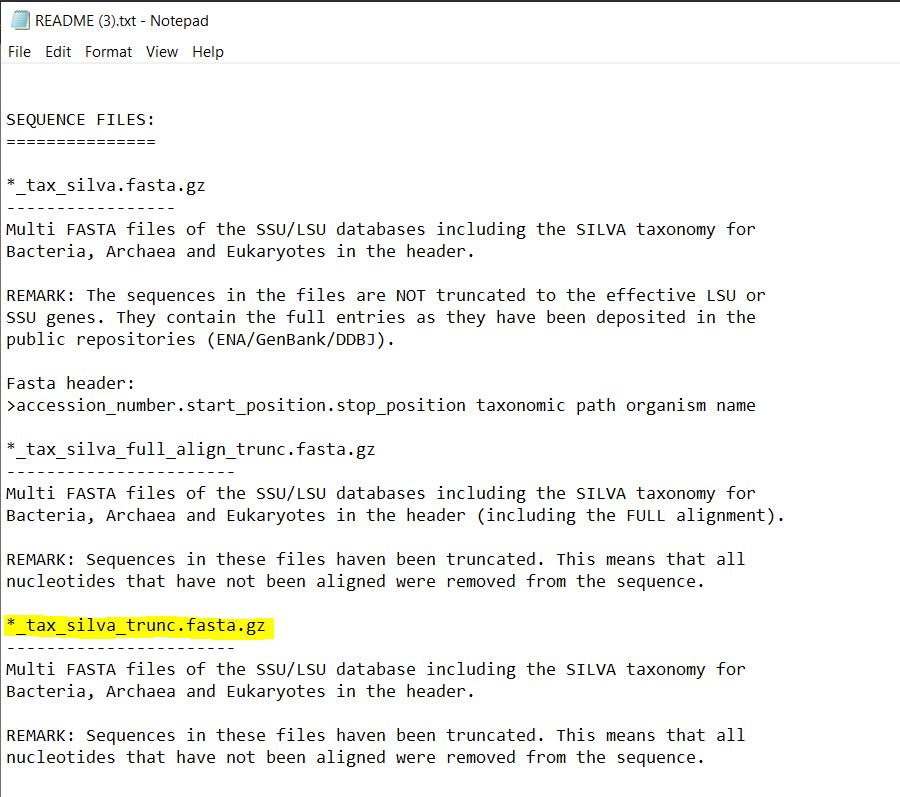 README (3).txt - Notepad
File Edit Format View Help
SEQUENCE FILES:
===============
*_tax_silva.fasta.gz
-----------------
Multi FASTA files of the SSU/LSU databases including the SILVA taxonomy for
Bacteria, Archaea and Eukaryotes in the header.
REMARK: The sequences in the files are NOT truncated to the effective LSU or
SSU genes. They contain the full entries as they have been deposited in the
public repositories (ENA/GenBank/DDBJ).
Fasta header:
>accession_number.start_position.stop_position taxonomic path organism name
*_tax_silva_full_align_trunc.fasta.gz
-----------------------
Multi FASTA files of the SSU/LSU databases including the SILVA taxonomy for
Bacteria, Archaea and Eukaryotes in the header (including the FULL alignment).
REMARK: Sequences in these files haven been truncated. This means that all
nucleotides that have not been aligned were removed from the sequence.
*_tax_silva_trunc.fasta.gz
-----------------------
Multi FASTA files of the SSU/LSU database including the SILVA taxonomy for
Bacteria, Archaea and Eukaryotes in the header.
REMARK: Sequences in these files haven been truncated. This means that all
nucleotides that have not been aligned were removed from the sequence.